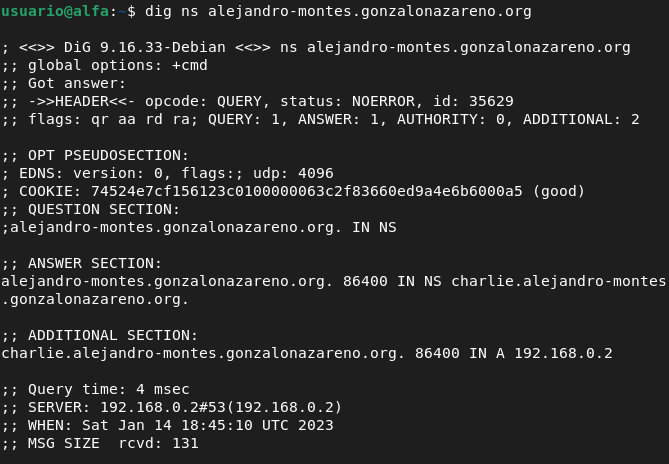 usuario@alfa:~$ dig ns alejandro-montes.gonzalonazareno.org
; <<>> DiG 9.16.33-Debian <<>> ns alejandro-montes.gonzalonazareno.org
;; global options: +cmd
;; Got answer:
;; ->>HEADER<<- opcode: QUERY, status: NOERROR, id: 35629
;; flags: qr aa rd ra; QUERY: 1, ANSWER: 1, AUTHORITY: 0, ADDITIONAL: 2
;; OPT PSEUDOSECTION:
; EDNS: version: 0, flags:; udp: 4096
; COOKIE: 74524e7cf156123c0100000063c2f83660ed9a4e6b6000a5 (good)
;; QUESTION SECTION:
;alejandro-montes.gonzalonazareno.org. IN NS
;; ANSWER SECTION:
alejandro-montes.gonzalonazareno.org. 86400 IN NS charlie.alejandro-montes
.gonzalonazareno.org.
;; ADDITIONAL SECTION:
charlie.alejandro-montes.gonzalonazareno.org. 86400 IN A 192.168.0.2
;; Query time: 4 msec
;; SERVER: 192.168.0.2#53(192.168.0.2)
;; WHEN: Sat Jan 14 18:45:10 UTC 2023
;; MSG SIZE  rcvd: 131